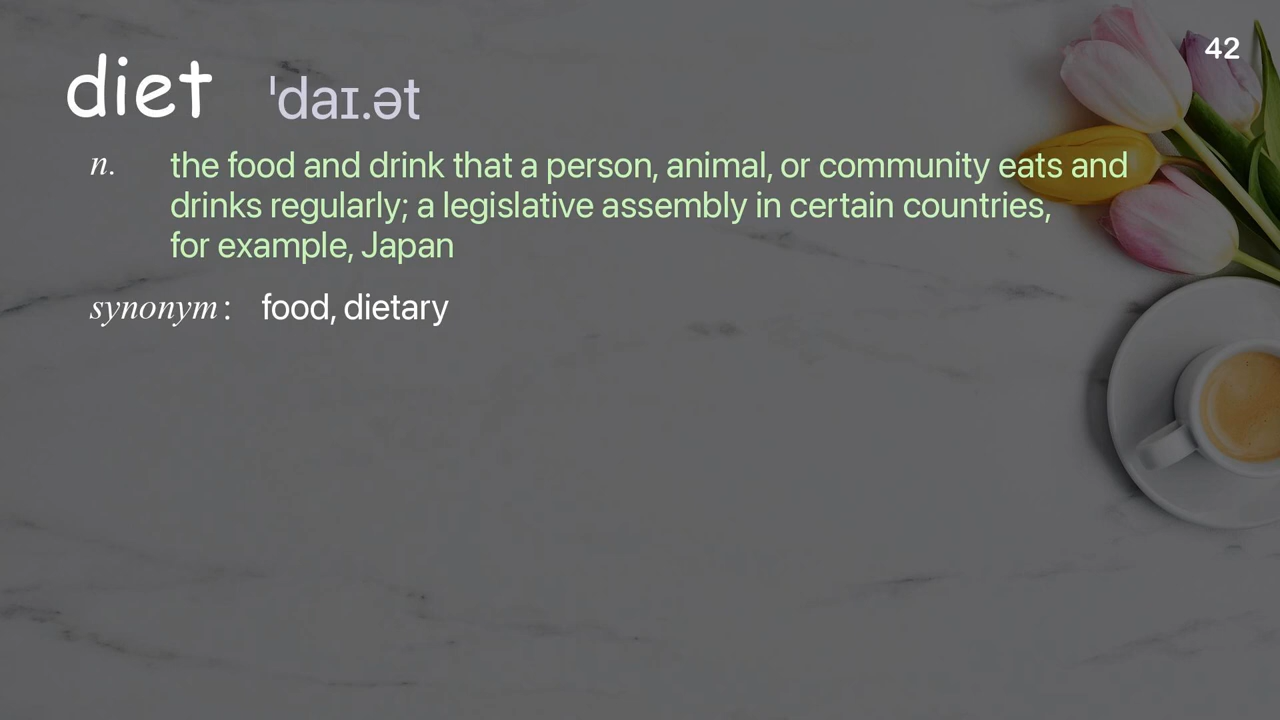 42
diet ˈdaɪ.ət
n. the food and drink that a person, animal, or community eats and
drinks regularly; a legislative assembly in certain countries,
for example, Japan
synonym: food, dietary